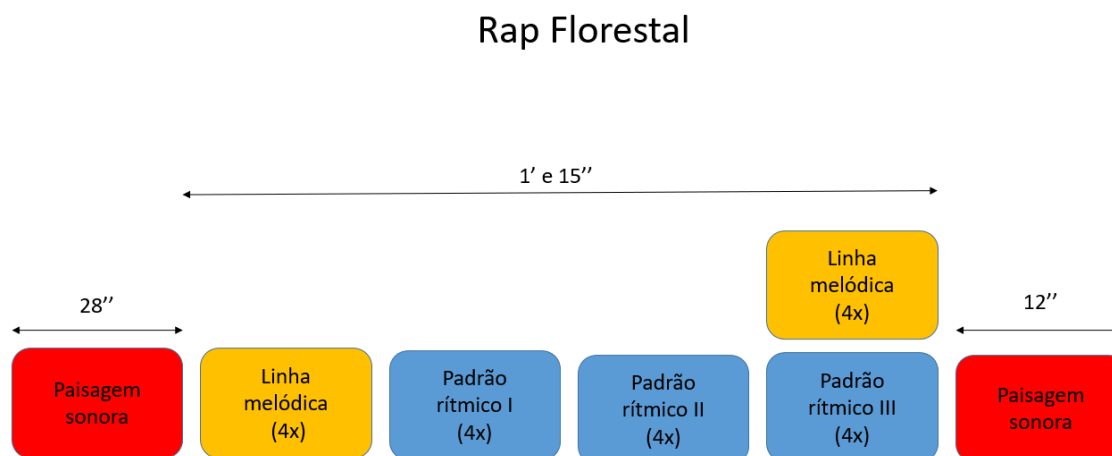 Rap Florestal
1’ e 15’’
Linha
melódica
(4x)
28’’
12’’
Paisagem
sonora
Linha
melódica
(4x)
Padrão
rítmico I
(4x)
Padrão
rítmico II
(4x)
Padrão
rítmico III
(4x)
Paisagem
sonora